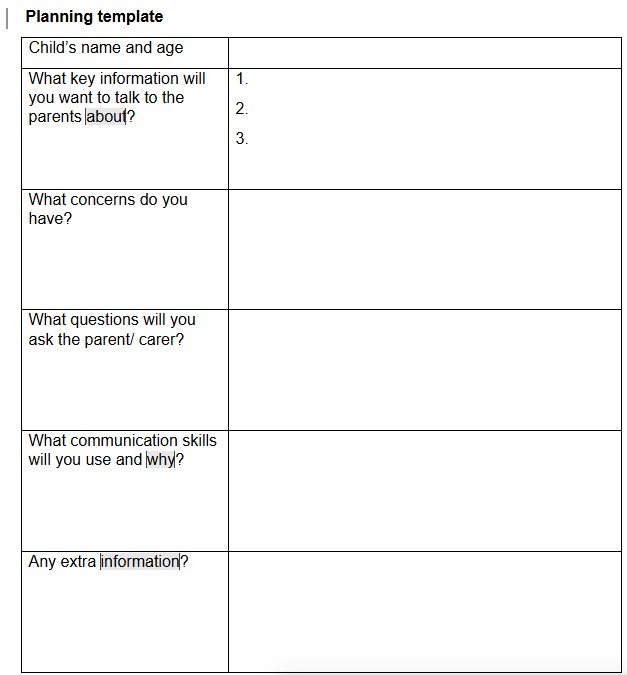 Planning template
Child's name and age
What key information will
you want to talk to the
parents about?
1.
2.
3.
What concerns do you
have?
What questions will you
ask the parent/ carer?
What communication skills
will you use and why?
Any extra information?